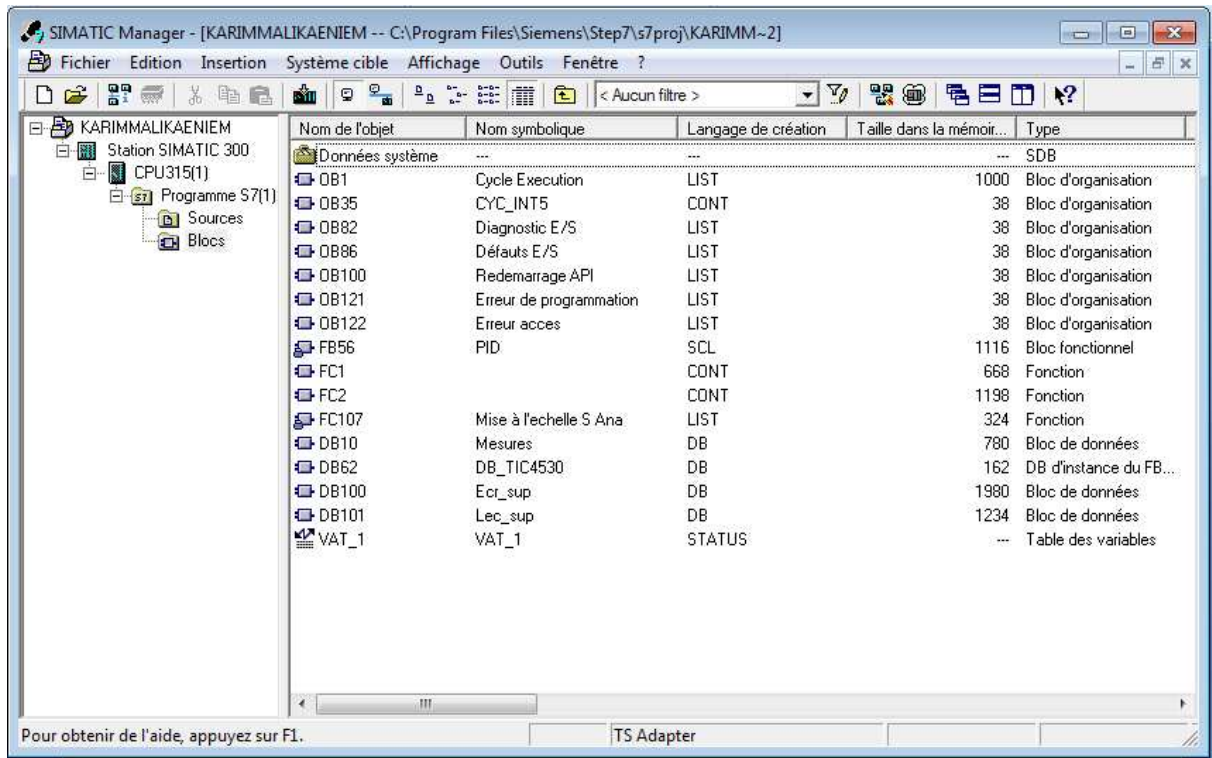 SIMATIC Manager - [KARIMMALIKAENIEM -- C:\Program Files\Siemens\Step7\s7proj\KARIMM~2]
Fichier Edition Insertion Système cible Affichage Outils Fenêtre ?
< Aucun filtre >
KARIMMALIKAENIEM
Station SIMATIC 300
CPU315(1)
Programme S7(1)
Sources
Blocs
Nom de l'objet Nom symbolique Langage de création Taille dans la mémoir... Type
Données système --- --- --- SDB
OB1 Cycle Execution LIST 1000 Bloc d'organisation
OB35 CYC_INT5 CONT 38 Bloc d'organisation
OB82 Diagnostic E/S LIST 38 Bloc d'organisation
OB86 Défauts E/S LIST 38 Bloc d'organisation
OB100 Redemarrage API LIST 38 Bloc d'organisation
OB121 Erreur de programmation LIST 38 Bloc d'organisation
OB122 Erreur acces LIST 38 Bloc d'organisation
FB56 PID SCL 1116 Bloc fonctionnel
FC1 CONT 668 Fonction
FC2 CONT 1198 Fonction
FC107 Mise à l'echelle S Ana LIST 324 Fonction
DB10 Mesures DB 780 Bloc de données
DB62 DB_TIC4530 DB 162 DB d'instance du FB...
DB100 Ecr_sup DB 1980 Bloc de données
DB101 Lec_sup DB 1234 Bloc de données
VAT_1 VAT_1 STATUS --- Table des variables
Pour obtenir de l'aide, appuyez sur F1. TS Adapter